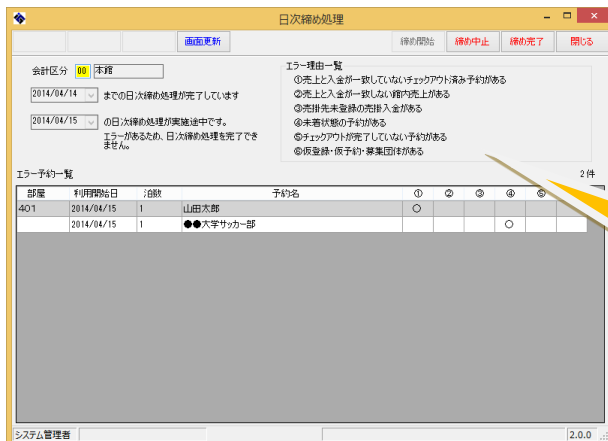 日次締め処理
画面更新 締め開始 締め中止 締め完了 閉じる
会計区分 00 本館
2014/04/14 までの日次締め処理が完了しています
2014/04/15 の日次締め処理が実施途中です。
エラーがあるため、日次締め処理を完了できません。
エラー理由一覧
①売上と入金が一致していないチェックアウト済み予約がある
②売上と入金が一致しない館内売上がある
③売掛先未登録の売掛入金がある
④未着状態の予約がある
⑤チェックアウトが完了していない予約がある
⑥仮登録・仮予約・募集団体がある
エラー予約一覧 2件
部屋 利用開始日 泊数 予約名 ① ② ③ ④ ⑤
401 2014/04/15 1 山田太郎 ○
2014/04/15 1 ●●大学サッカー部 ○
システム管理者 2.0.0